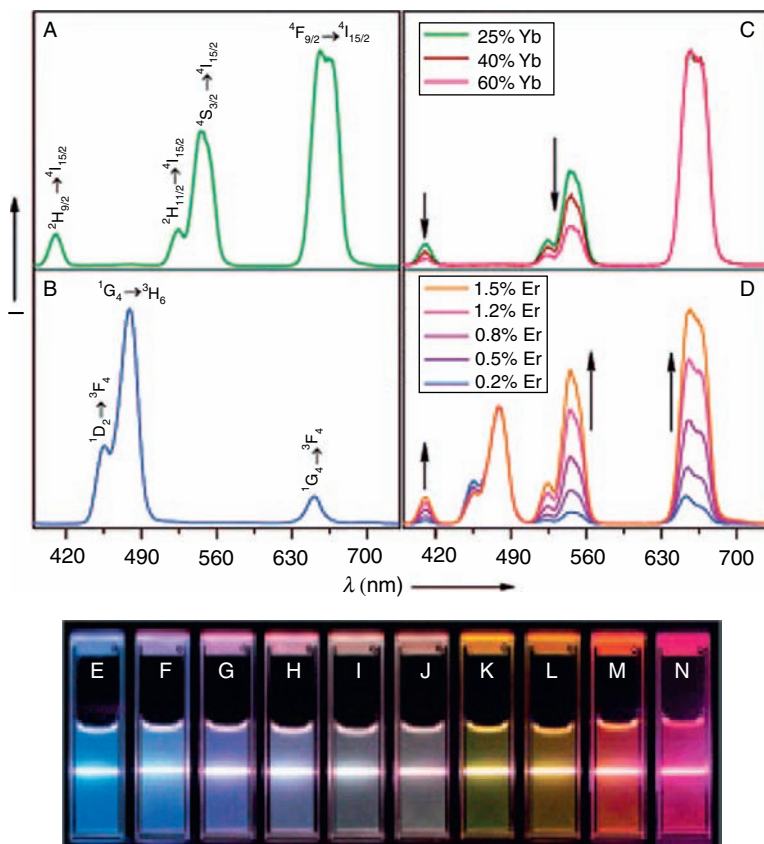 A
⁴F₉/₂ → ⁴I₁₅/₂
⁴S₃/₂ → ⁴I₁₅/₂
²H₁₁/₂ → ⁴I₁₅/₂
²H₉/₂ → ⁴I₁₅/₂
C
25% Yb
40% Yb
60% Yb
B
¹G₄ → ³H₆
¹D₂ → ³F₄
¹G₄ → ³F₄
D
1.5% Er
1.2% Er
0.8% Er
0.5% Er
0.2% Er
I
420 490 560 630 700 420 490 560 630 700
λ (nm)
E F G H I J K L M N